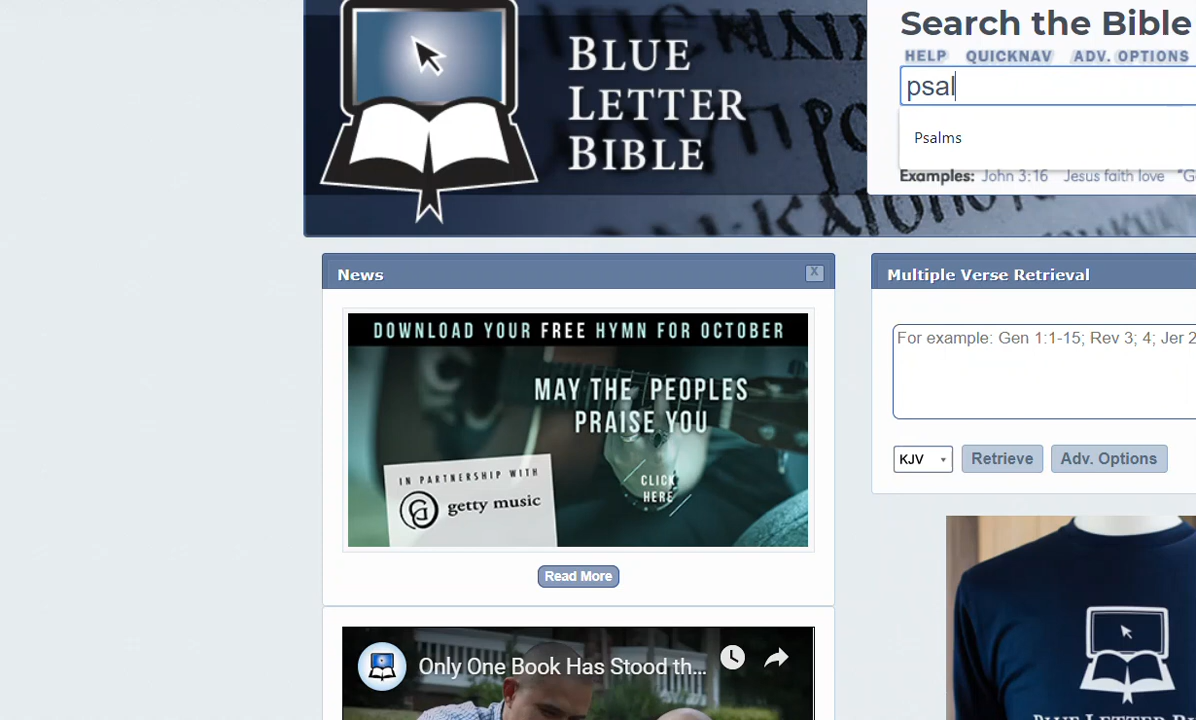 BLUE
LETTER
BIBLE
Search the Bible
HELP QUICKNAV ADV. OPTIONS
psal
Psalms
Examples: John 3:16 Jesus faith love "G
News X
DOWNLOAD YOUR FREE HYMN FOR OCTOBER
MAY THE PEOPLES
PRAISE YOU
IN PARTNERSHIP WITH
getty music
CLICK
HERE
Read More
Only One Book Has Stood th...
Multiple Verse Retrieval
For example: Gen 1:1-15; Rev 3; 4; Jer 2
KJV Retrieve Adv. Options
BLUE LETTER B